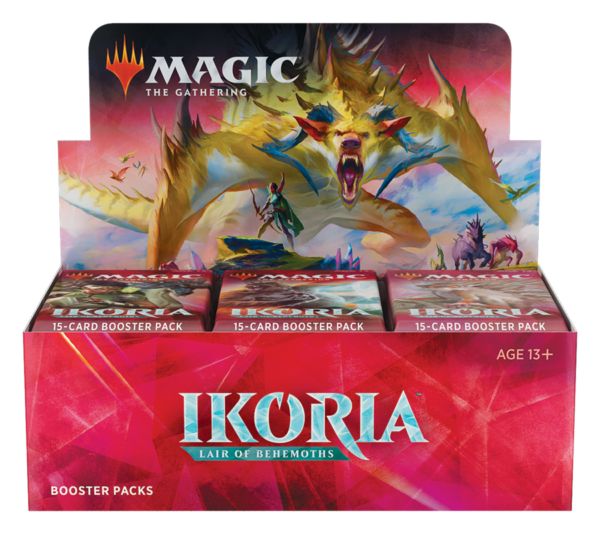 MAGIC
THE GATHERING
MAGIC
IKORIA
15-CARD BOOSTER PACK
MAGIC
IKORIA
15-CARD BOOSTER PACK
MAGIC
IKORIA
15-CARD BOOSTER PACK
AGE 13+
IKORIA™
LAIR OF BEHEMOTHS
BOOSTER PACKS